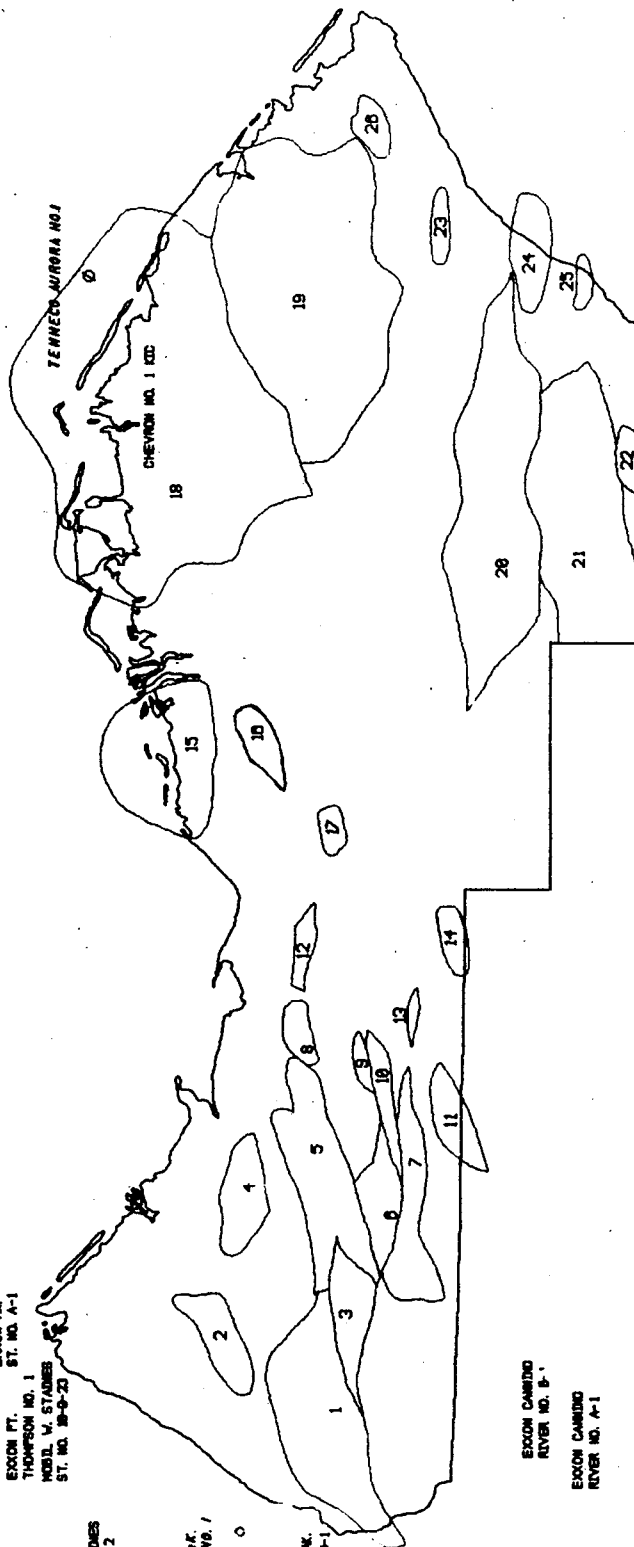 ST. NO. A-1
EXXON PT.
THOMPSON NO. 1
MOBIL W. STAINES
ST. NO. 18-9-23
2
NO. 1
TENNECO AURORA NO.1
CHEVRON NO. 1 KIC
18
19
26
23
24
25
20
21
22
15
16
17
12
14
8
13
9
10
11
5
7
4
6
3
2
1
EXXON CANNING
RIVER NO. B-1
EXXON CANNING
RIVER NO. A-1